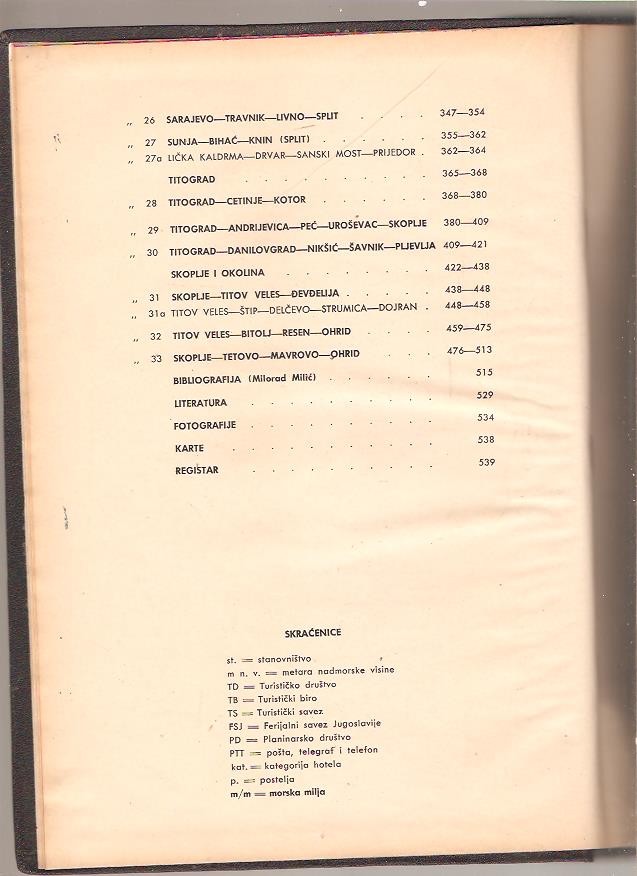 „ 26 SARAJEVO—TRAVNIK—LIVNO—SPLIT . . . . 347—354
„ 27 SUNJA—BIHAĆ—KNIN (SPLIT) . . . . . . 355—362
„ 27a LIČKA KALDRMA—DRVAR—SANSKI MOST—PRIJEDOR . 362—364
TITOGRAD . . . . . . . . . 365—368
„ 28 TITOGRAD—CETINJE—KOTOR . . . . . . 368—380
„ 29 TITOGRAD—ANDRIJEVICA—PEĆ—UROŠEVAC—SKOPLJE 380—409
„ 30 TITOGRAD—DANILOVGRAD—NIKŠIĆ—ŠAVNIK—PLJEVLJA 409—421
SKOPLJE I OKOLINA . . . . . . . 422—438
„ 31 SKOPLJE—TITOV VELES—ĐEVĐELIJA . . . . . 438—448
„ 31a TITOV VELES—ŠTIP—DELČEVO—STRUMICA—DOJRAN . 448—458
„ 32 TITOV VELES—BITOLJ—RESEN—OHRID . . . . 459—475
„ 33 SKOPLJE—TETOVO—MAVROVO—OHRID . . . 476—513
BIBLIOGRAFIJA (Milorad Milić) . . . . . 515
LITERATURA . . . . . . . . . 529
FOTOGRAFIJE . . . . . . . . . 534
KARTE . . . . . . . . . 538
REGISTAR . . . . . . . . . 539
SKRAĆENICE
st. = stanovništvo
m n. v. = metara nadmorske visine
TD = Turističko društvo
TB = Turistički biro
TS = Turistički savez
FSJ = Ferijalni savez Jugoslavije
PD = Planinarsko društvo
PTT = pošta, telegraf i telefon
kat. = kategorija hotela
p. = postelja
m/m = morska milja